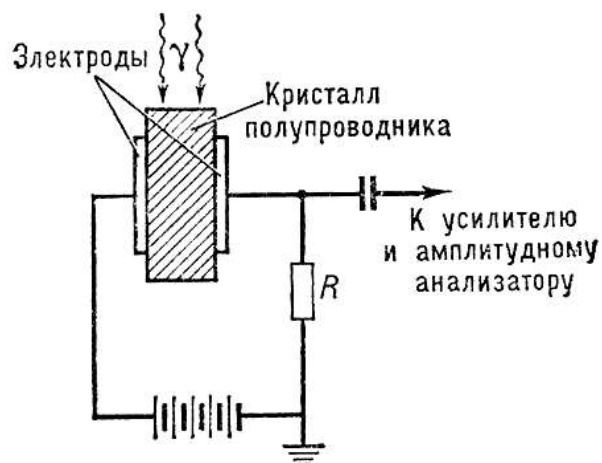 Электроды
γ
Кристалл
полупроводника
К усилителю
и амплитудному
анализатору
R